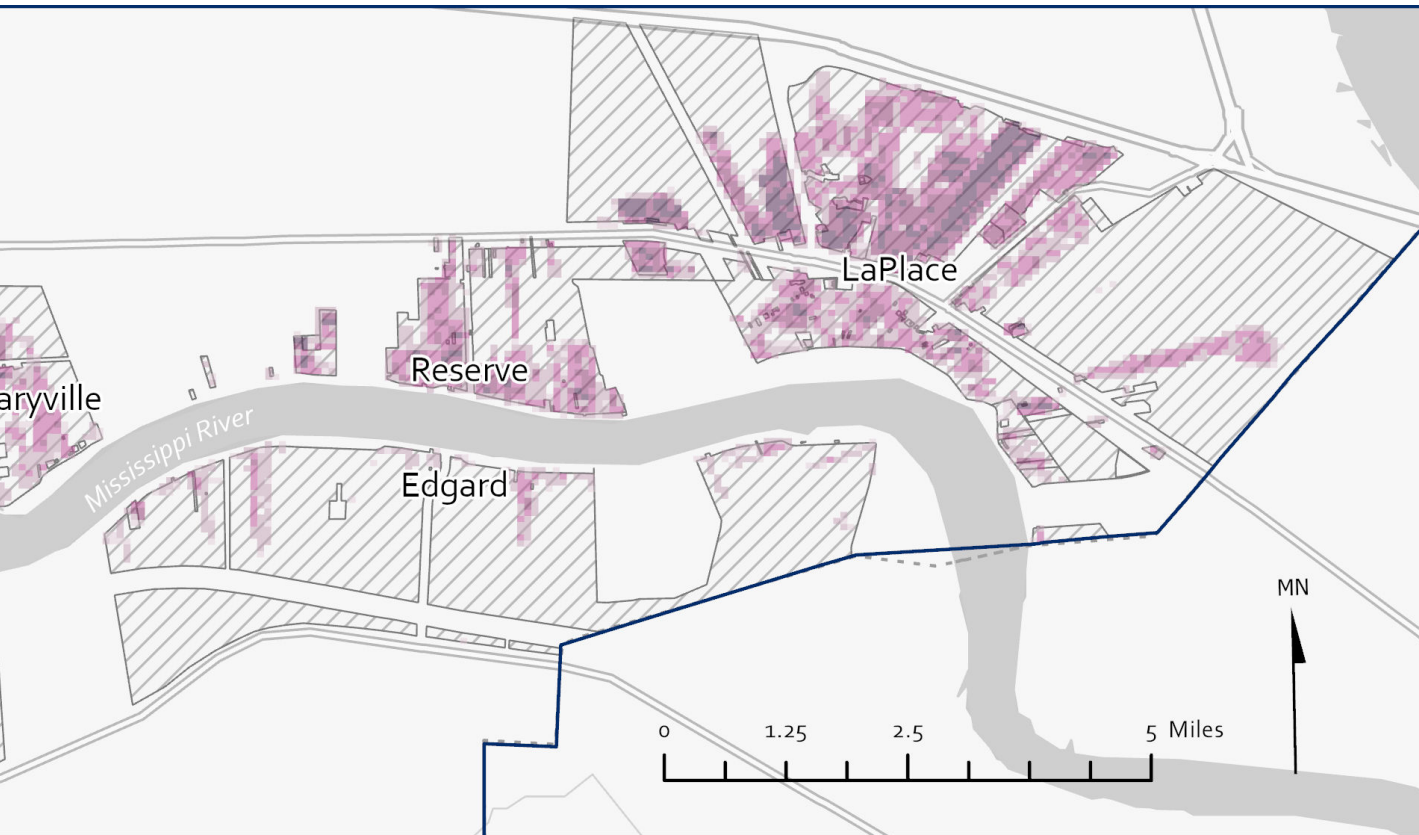 LaPlace
Reserve
aryville
Mississippi River
Edgard
MN
0 1.25 2.5 5 Miles